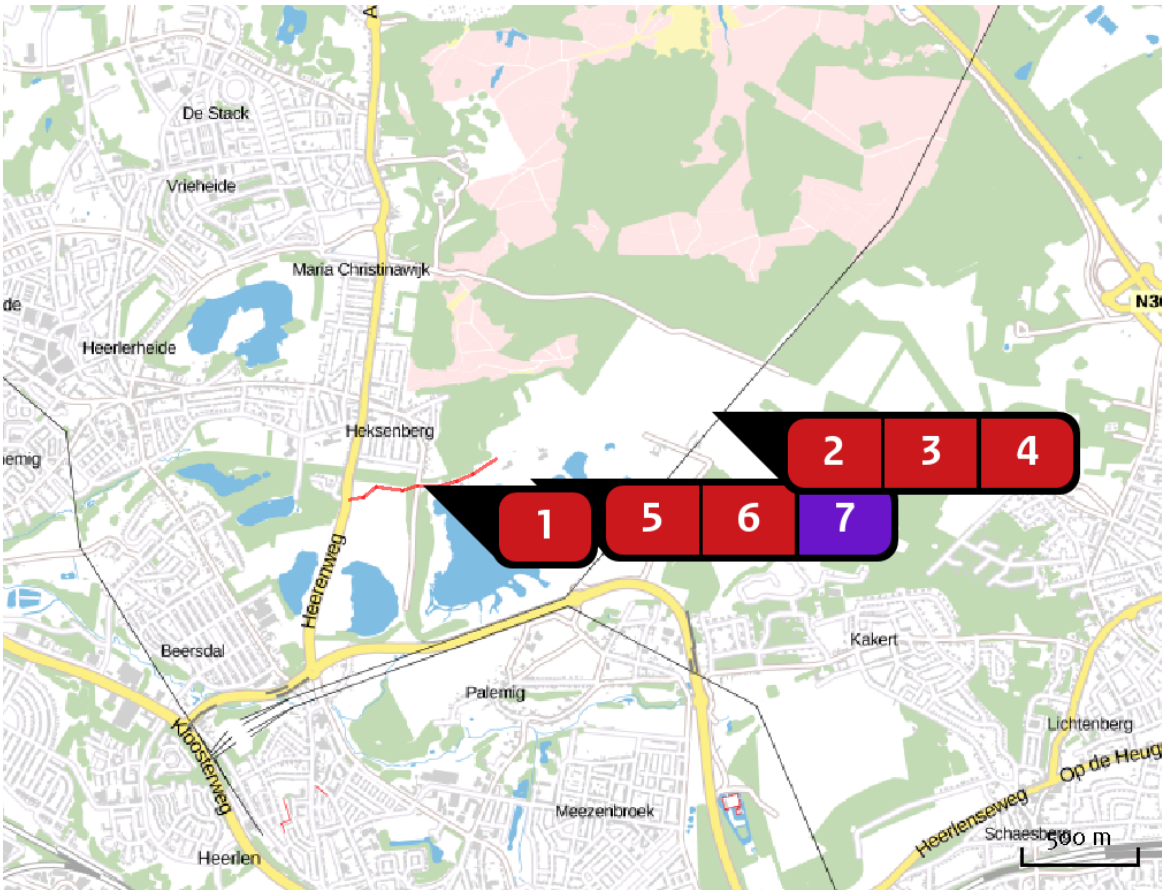 A
De Stack
Vrieheide
Maria Christinawijk
de
N30
Heerlerheide
Heksenberg
emig
2 3 4
1 5 6 7
Heerenweg
Kakert
Beersdal
Palemig
Lichtenberg
Kloosterweg
Op de Heug
Meezenbroek
Heerlenseweg
Schaesberg
500 m
Heerlen